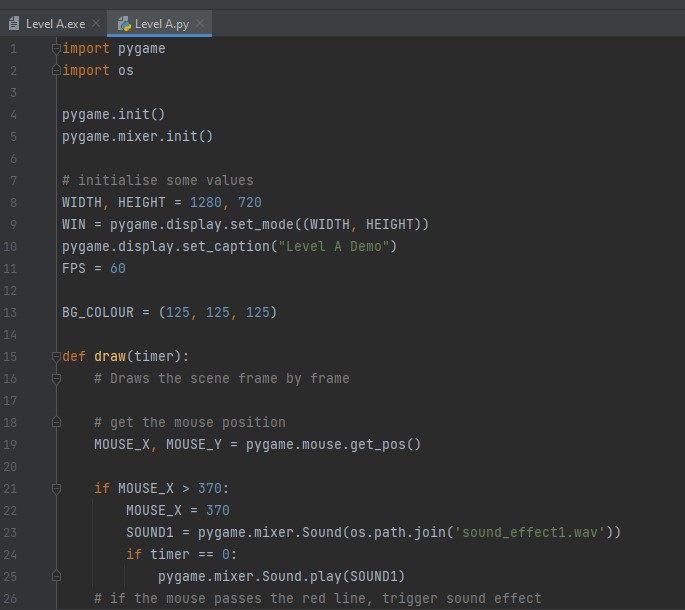 Level A.exe Level A.py
1 import pygame
2 import os
3
4 pygame.init()
5 pygame.mixer.init()
6
7 # initialise some values
8 WIDTH, HEIGHT = 1280, 720
9 WIN = pygame.display.set_mode((WIDTH, HEIGHT))
10 pygame.display.set_caption("Level A Demo")
11 FPS = 60
12
13 BG_COLOUR = (125, 125, 125)
14
15 def draw(timer):
16     # Draws the scene frame by frame
17
18     # get the mouse position
19     MOUSE_X, MOUSE_Y = pygame.mouse.get_pos()
20
21     if MOUSE_X > 370:
22         MOUSE_X = 370
23         SOUND1 = pygame.mixer.Sound(os.path.join('sound_effect1.wav'))
24         if timer == 0:
25             pygame.mixer.Sound.play(SOUND1)
26     # if the mouse passes the red line, trigger sound effect